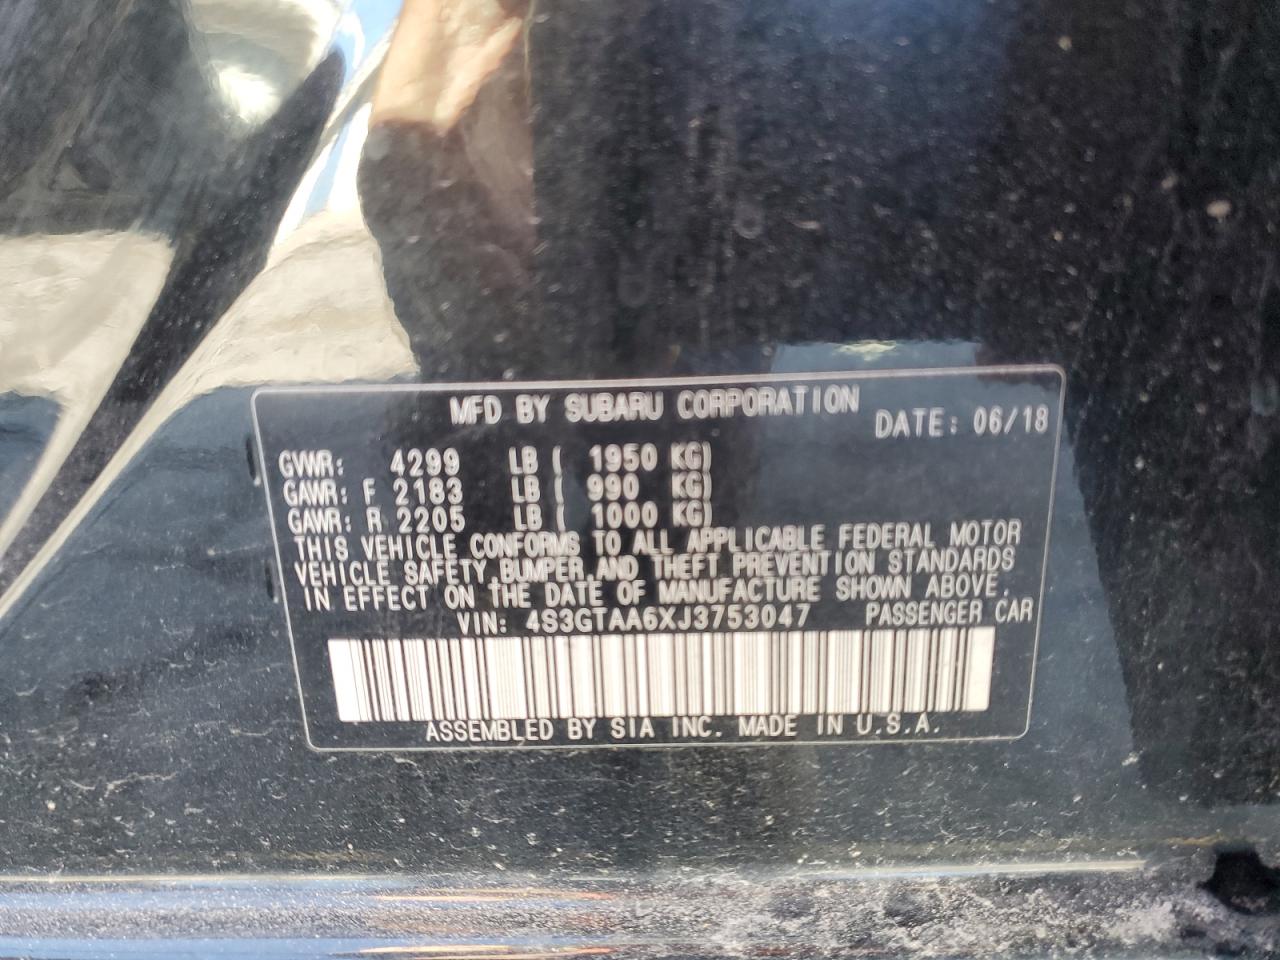 MFD BY SUBARU CORPORATION
DATE: 06/18
GVWR: 4299 LB ( 1950 KG)
GAWR: F 2183 LB ( 990 KG)
GAWR: R 2205 LB ( 1000 KG)
THIS VEHICLE CONFORMS TO ALL APPLICABLE FEDERAL MOTOR
VEHICLE SAFETY, BUMPER AND THEFT PREVENTION STANDARDS
IN EFFECT ON THE DATE OF MANUFACTURE SHOWN ABOVE.
VIN: 4S3GTAA6XJ3753047 PASSENGER CAR
ASSEMBLED BY SIA INC. MADE IN U.S.A.